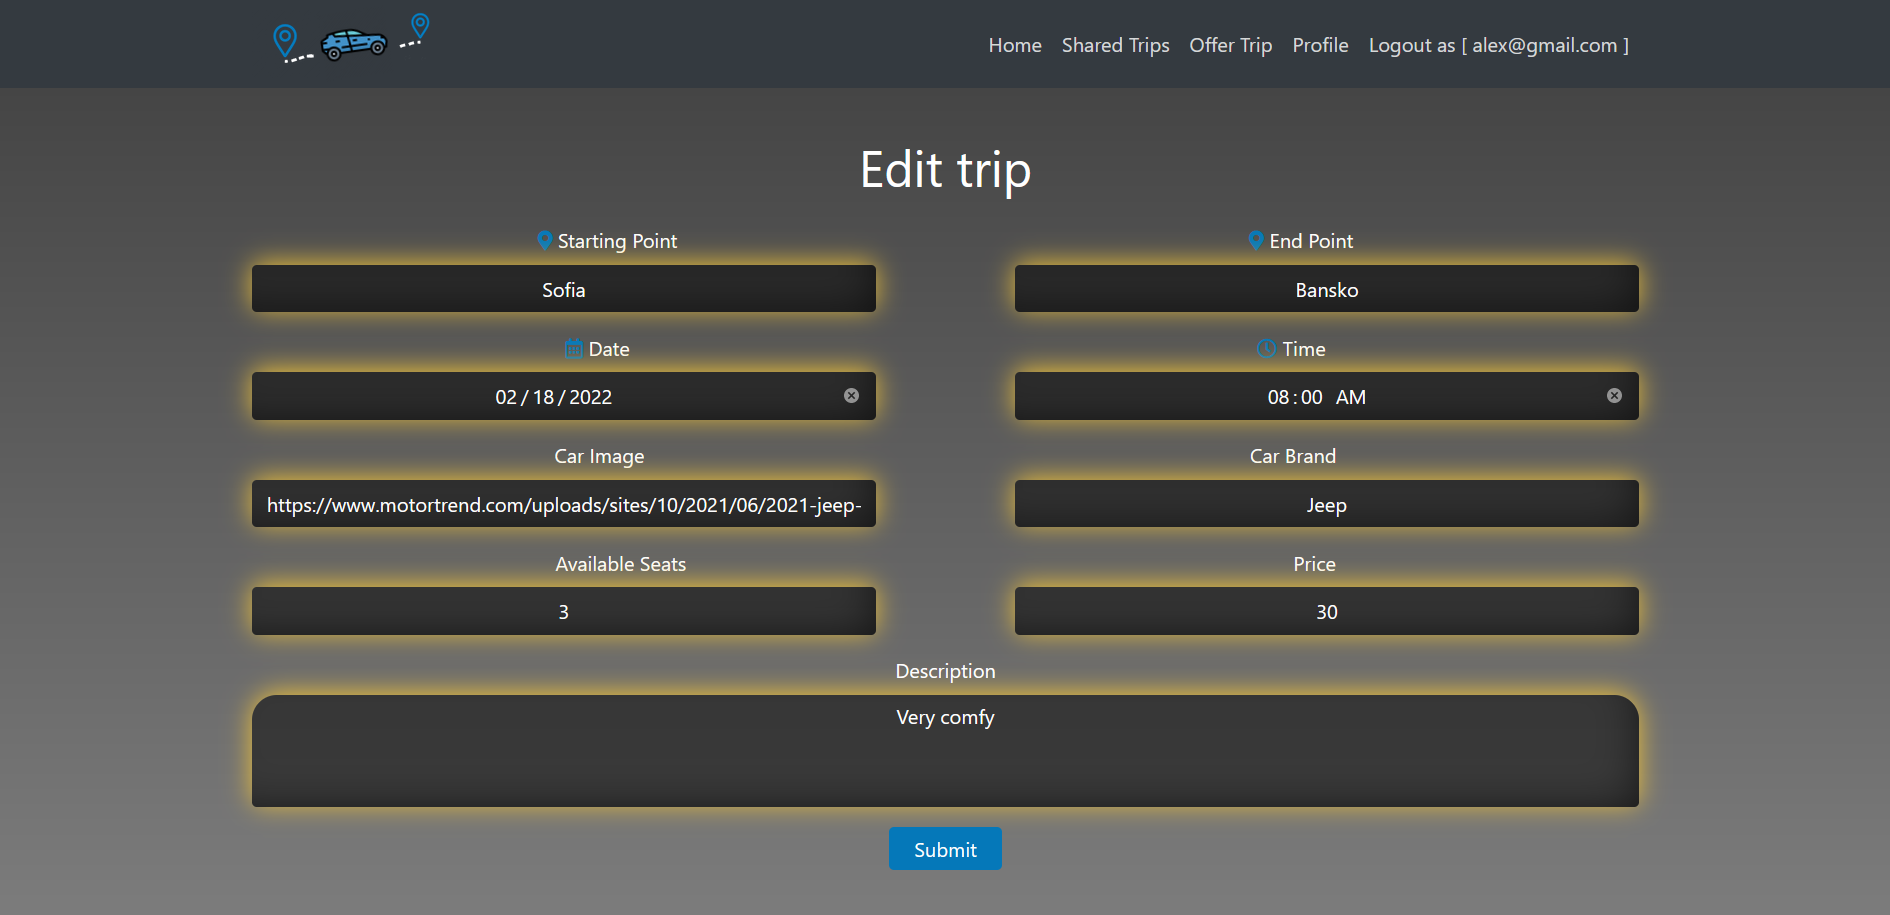 Home Shared Trips Offer Trip Profile Logout as [ alex@gmail.com ]
Edit trip
Starting Point
End Point
Sofia
Bansko
Date
Time
02/18/2022
08:00 AM
Car Image
Car Brand
https://www.motortrend.com/uploads/sites/10/2021/06/2021-jeep-
Jeep
Available Seats
Price
3
30
Description
Very comfy
Submit